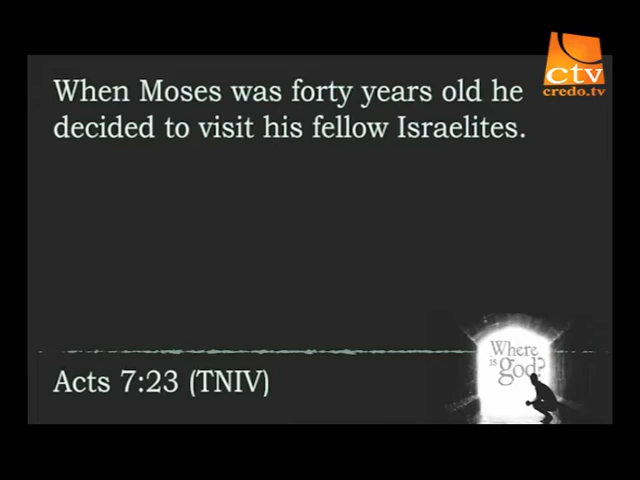 ctv
credo.tv
When Moses was forty years old he
decided to visit his fellow Israelites.
Where
is god?
Acts 7:23 (TNIV)